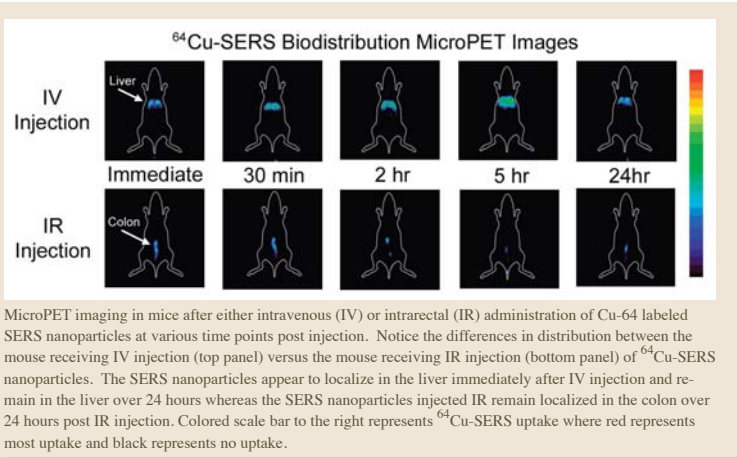 ⁶⁴Cu-SERS Biodistribution MicroPET Images
IV
Injection
Liver
Immediate 30 min 2 hr 5 hr 24hr
IR
Injection
Colon
MicroPET imaging in mice after either intravenous (IV) or intrarectal (IR) administration of Cu-64 labeled
SERS nanoparticles at various time points post injection. Notice the differences in distribution between the
mouse receiving IV injection (top panel) versus the mouse receiving IR injection (bottom panel) of ⁶⁴Cu-SERS
nanoparticles. The SERS nanoparticles appear to localize in the liver immediately after IV injection and re-
main in the liver over 24 hours whereas the SERS nanoparticles injected IR remain localized in the colon over
24 hours post IR injection. Colored scale bar to the right represents ⁶⁴Cu-SERS uptake where red represents
most uptake and black represents no uptake.